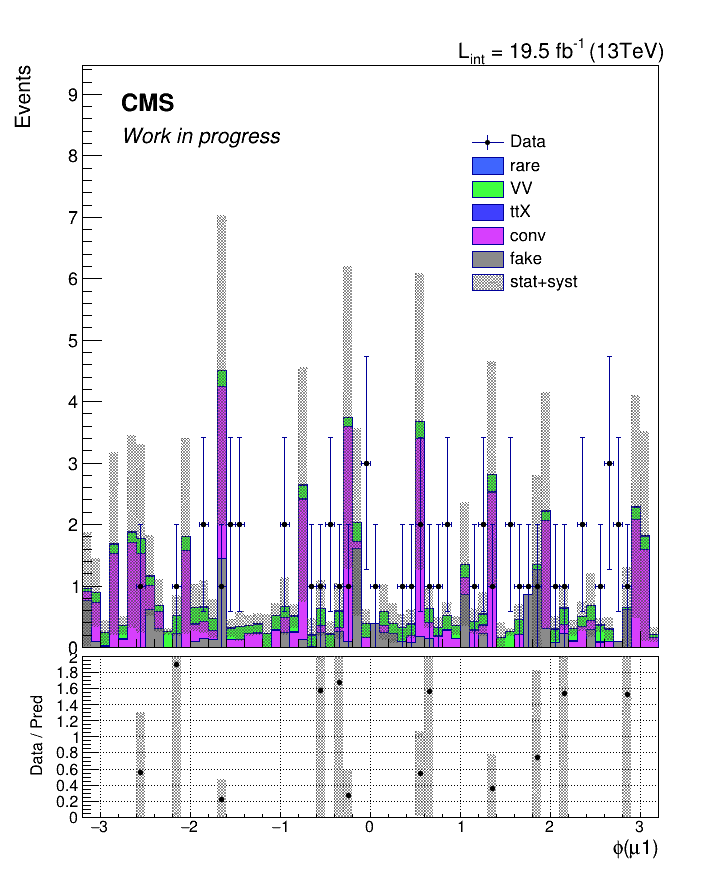 L_int = 19.5 fb^-1 (13TeV)
Events
CMS
Work in progress
Data
rare
VV
ttX
conv
fake
stat+syst
9
8
7
6
5
4
3
2
1
0
Data / Pred
2
1.8
1.6
1.4
1.2
1
0.8
0.6
0.4
0.2
0
−3 −2 −1 0 1 2 3
ϕ(μ1)